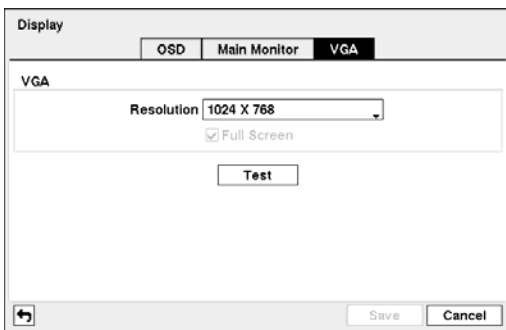 Display
OSD Main Monitor VGA
VGA
Resolution 1024 X 768
Full Screen
Test
Save Cancel